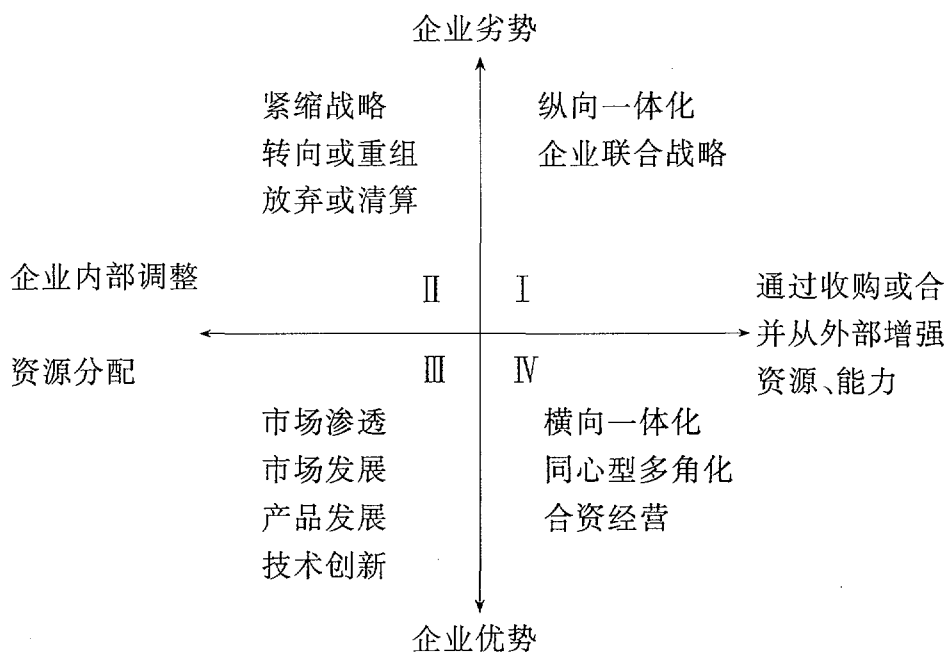 企业劣势
紧缩战略
转向或重组
放弃或清算
纵向一体化
企业联合战略
企业内部调整
资源分配
Ⅱ
Ⅰ
通过收购或合
并从外部增强
资源、能力
Ⅲ
Ⅳ
市场渗透
市场发展
产品发展
技术创新
横向一体化
同心型多角化
合资经营
企业优势